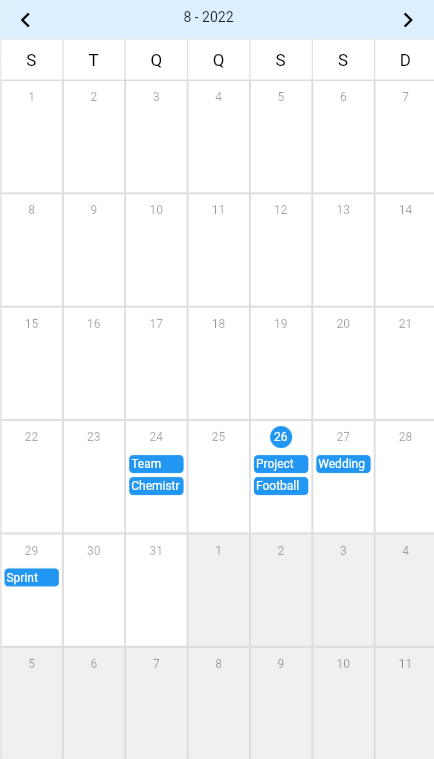 8 - 2022
S T Q Q S S D
1 2 3 4 5 6 7
8 9 10 11 12 13 14
15 16 17 18 19 20 21
22 23 24 25 26 27 28
Team Project Wedding
Chemistr Football
29 30 31 1 2 3 4
Sprint
5 6 7 8 9 10 11